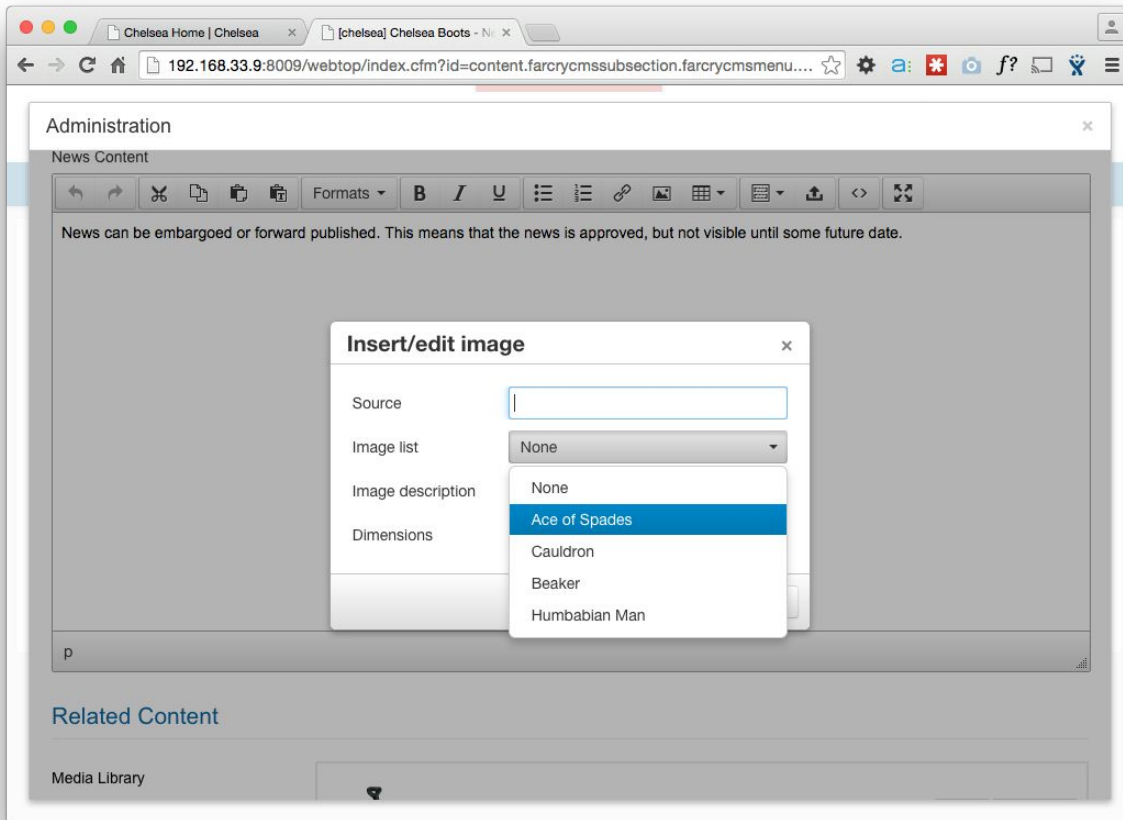 Chelsea Home | Chelsea
[chelsea] Chelsea Boots - N
192.168.33.9:8009/webtop/index.cfm?id=content.farcrycmssubsection.farcrycmsmenu....
a:
f?
Administration
News Content
Formats
B I U
News can be embargoed or forward published. This means that the news is approved, but not visible until some future date.
Insert/edit image
Source
Image list
None
Image description
None
Ace of Spades
Dimensions
Cauldron
Beaker
Humbabian Man
p
Related Content
Media Library